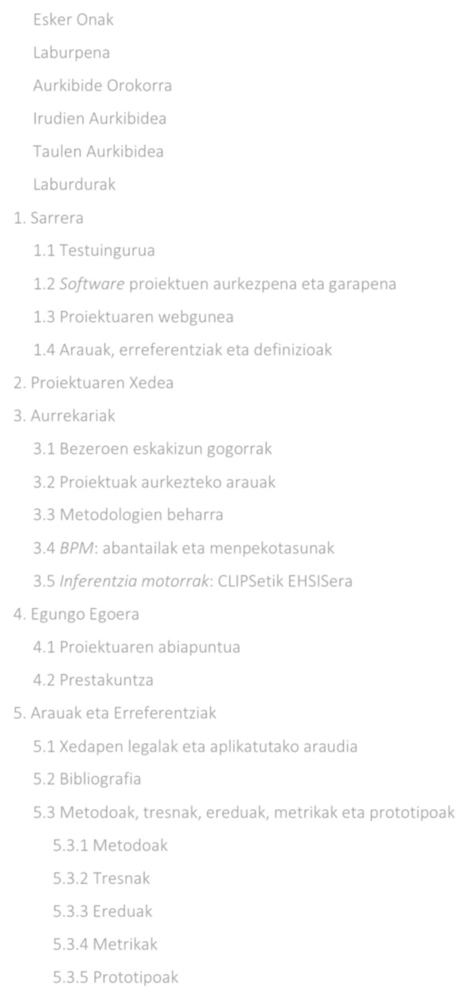 Esker Onak
Laburpena
Aurkibide Orokorra
Irudien Aurkibidea
Taulen Aurkibidea
Laburdurak
1. Sarrera
1.1 Testuingurua
1.2 Software proiektuen aurkezpena eta garapena
1.3 Proiektuaren webgunea
1.4 Arauak, erreferentziak eta definizioak
2. Proiektuaren Xedea
3. Aurrekariak
3.1 Bezeroen eskakizun gogorrak
3.2 Proiektuak aurkezteko arauak
3.3 Metodologien beharra
3.4 BPM: abantailak eta menpekotasunak
3.5 Inferentzia motorrak: CLIPSetik EHSISera
4. Egungo Egoera
4.1 Proiektuaren abiapuntua
4.2 Prestakuntza
5. Arauak eta Erreferentziak
5.1 Xedapen legalak eta aplikatutako araudia
5.2 Bibliografia
5.3 Metodoak, tresnak, ereduak, metrikak eta prototipoak
5.3.1 Metodoak
5.3.2 Tresnak
5.3.3 Ereduak
5.3.4 Metrikak
5.3.5 Prototipoak